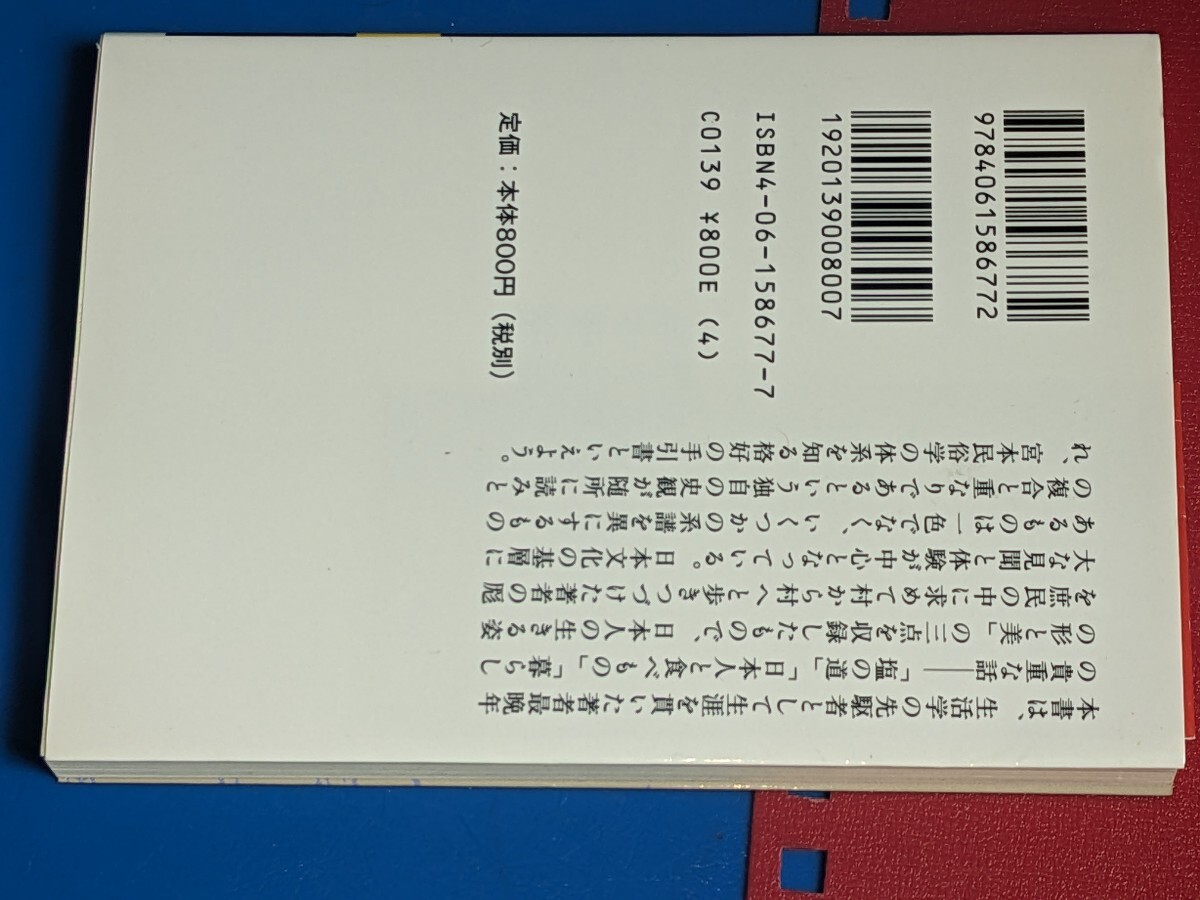 9784061586772
1920139008007
ISBN4-06-158677-7
C0139 ¥800E (4)
定価：本体800円（税別）
本書は、生活学の先駆者として生涯を貫いた著者最晩年
の貴重な話――「塩の道」「日本人と食べもの」「暮らし
の形と美」の三点を収録したもので、日本人の生きる姿
を庶民の中に求めて村から村へと歩きつづけた著者の厖
大な見聞と体験が中心となっている。日本文化の基層に
あるものは一色でなく、いくつかの系譜を異にするもの
の複合と重なりであるという独自の史観が随所に読みと
れ、宮本民俗学の体系を知る格好の手引書といえよう。